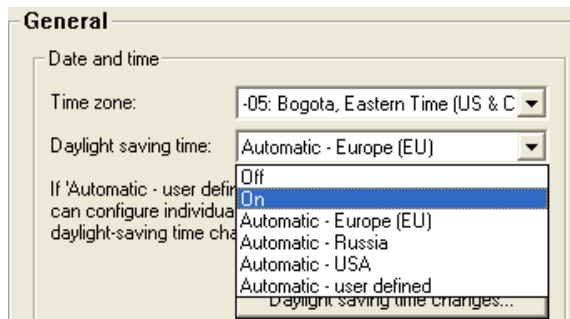 General
Date and time
Time zone:
-05: Bogota, Eastern Time (US & C
Daylight saving time:
Automatic - Europe (EU)
Off
On
Automatic - Europe (EU)
Automatic - Russia
Automatic - USA
Automatic - user defined
If 'Automatic - user defin
can configure individua
daylight-saving time cha
Daylight saving time changes...